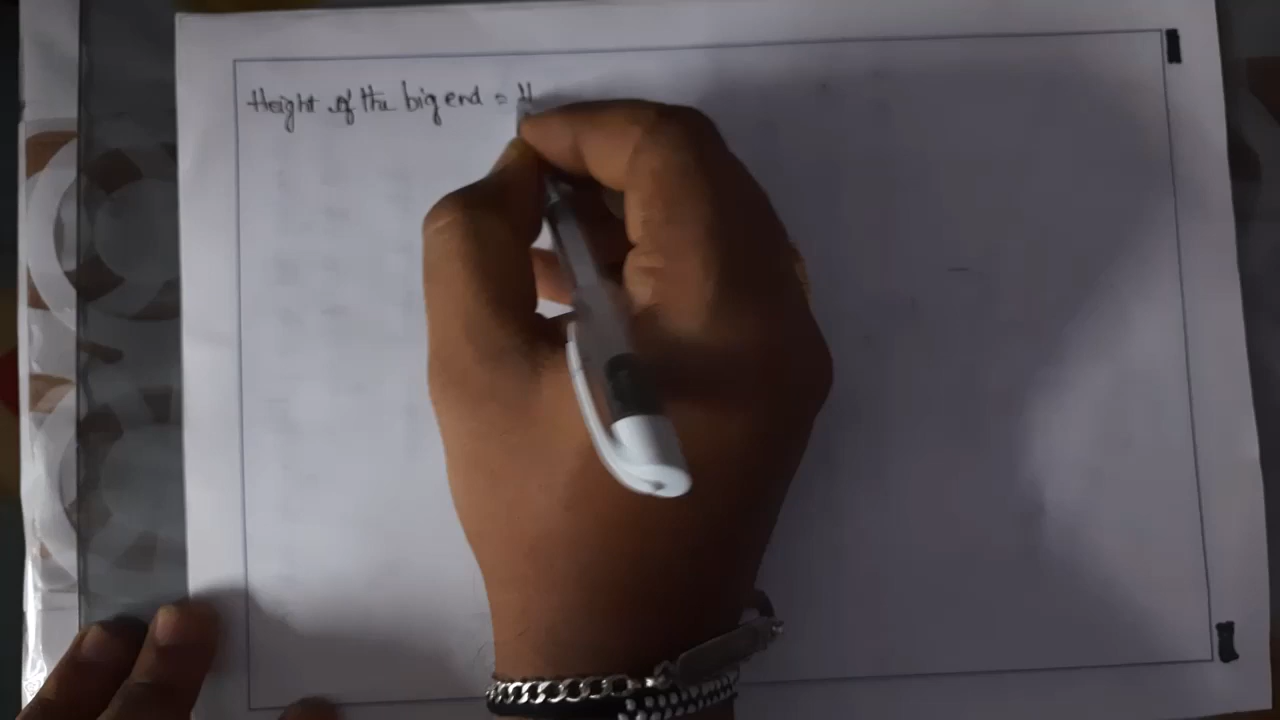 Height of the big end =